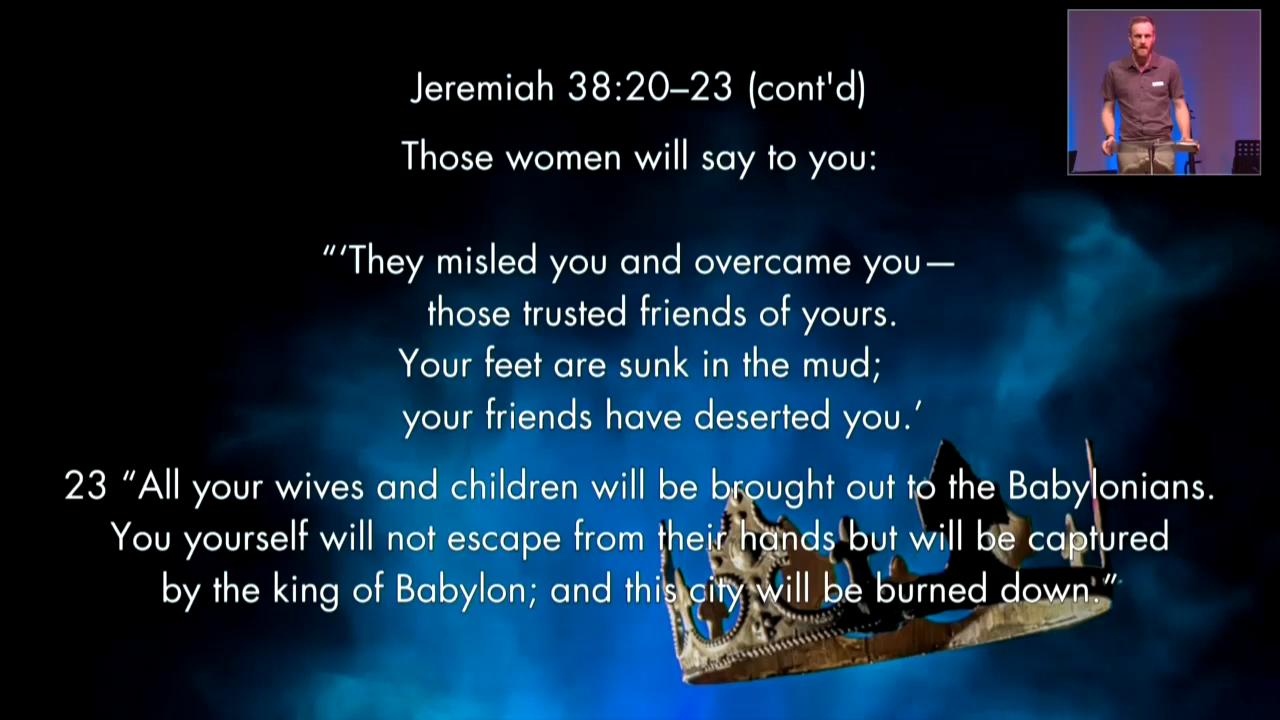 Jeremiah 38:20–23 (cont'd)
Those women will say to you:
“‘They misled you and overcame you—
those trusted friends of yours.
Your feet are sunk in the mud;
your friends have deserted you.’
23 “All your wives and children will be brought out to the Babylonians.
You yourself will not escape from their hands but will be captured
by the king of Babylon; and this city will be burned down.”